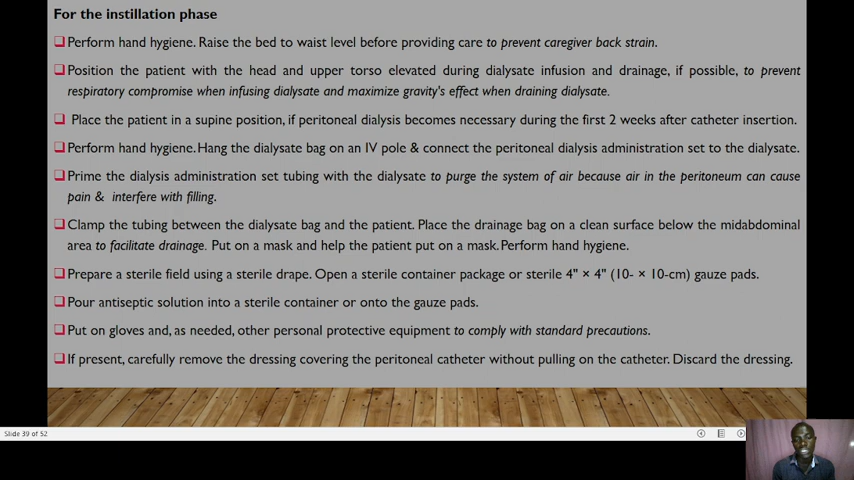 For the instillation phase
Perform hand hygiene. Raise the bed to waist level before providing care to prevent caregiver back strain.
Position the patient with the head and upper torso elevated during dialysate infusion and drainage, if possible, to prevent
respiratory compromise when infusing dialysate and maximize gravity's effect when draining dialysate.
Place the patient in a supine position, if peritoneal dialysis becomes necessary during the first 2 weeks after catheter insertion.
Perform hand hygiene. Hang the dialysate bag on an IV pole & connect the peritoneal dialysis administration set to the dialysate.
Prime the dialysis administration set tubing with the dialysate to purge the system of air because air in the peritoneum can cause
pain & interfere with filling.
Clamp the tubing between the dialysate bag and the patient. Place the drainage bag on a clean surface below the midabdominal
area to facilitate drainage. Put on a mask and help the patient put on a mask. Perform hand hygiene.
Prepare a sterile field using a sterile drape. Open a sterile container package or sterile 4" × 4" (10- × 10-cm) gauze pads.
Pour antiseptic solution into a sterile container or onto the gauze pads.
Put on gloves and, as needed, other personal protective equipment to comply with standard precautions.
If present, carefully remove the dressing covering the peritoneal catheter without pulling on the catheter. Discard the dressing.
Slide 39 of 52